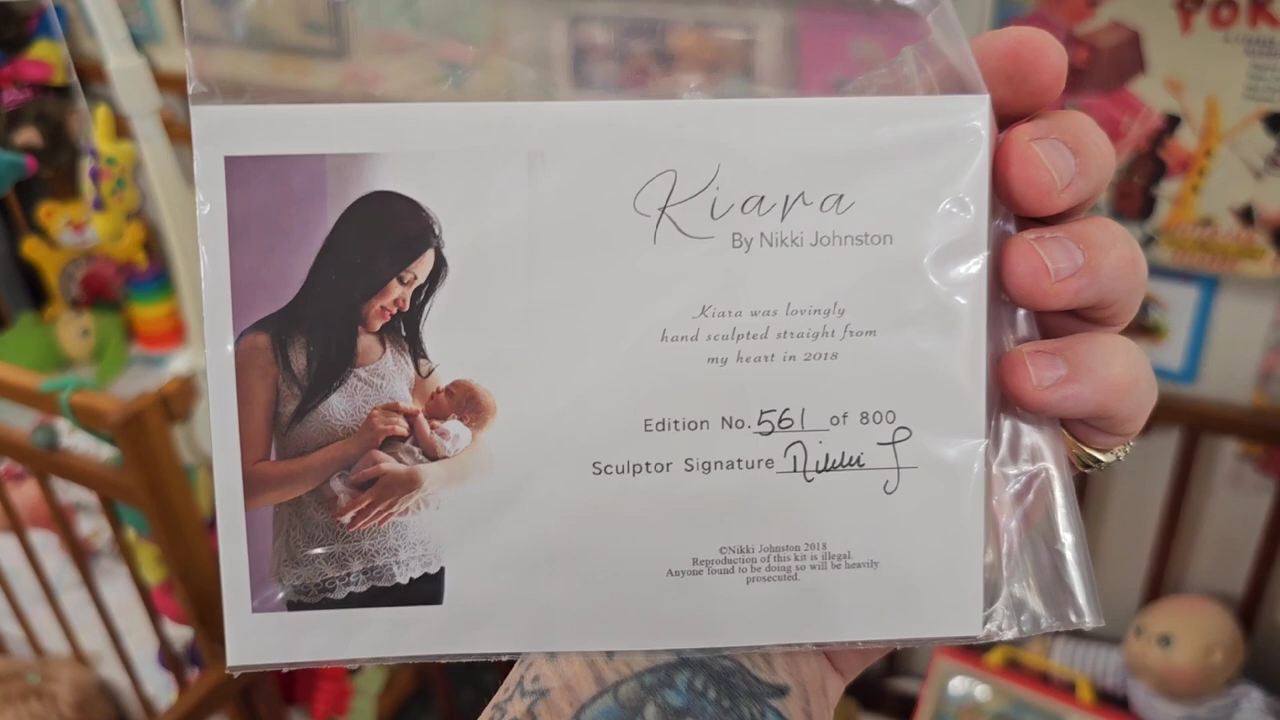 Kiara
By Nikki Johnston
Kiara was lovingly
hand sculpted straight from
my heart in 2018
Edition No. 561 of 800
Sculptor Signature Nikki J
©Nikki Johnston 2018
Reproduction of this kit is illegal.
Anyone found to be doing so will be heavily
prosecuted.
POK